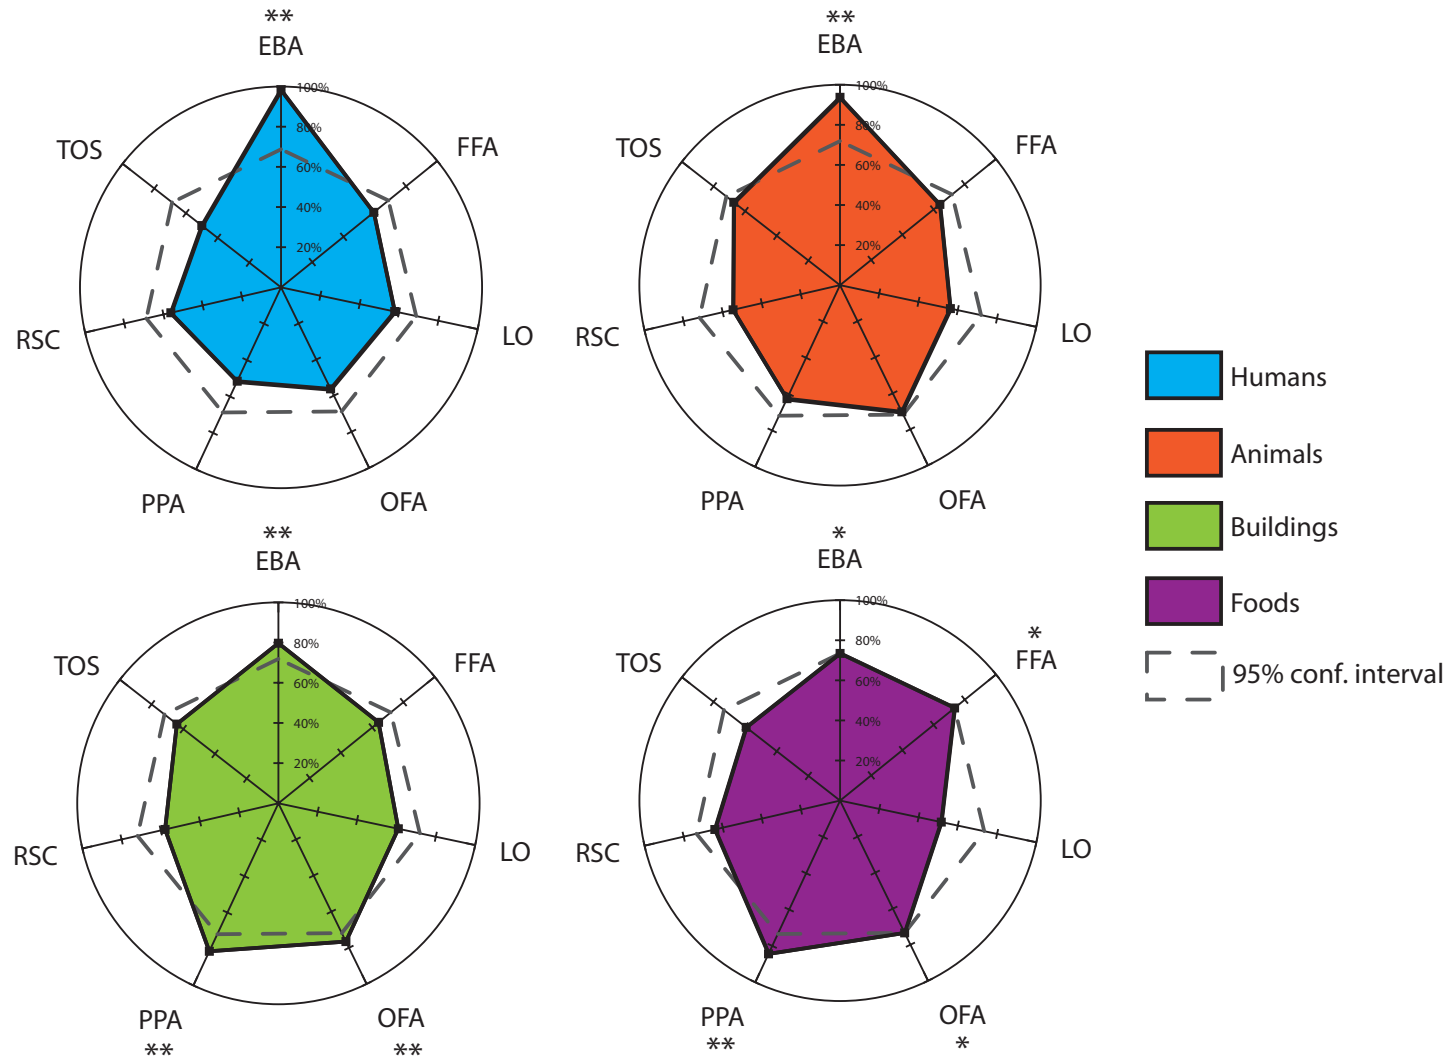 **
EBA
100%
80%
60%
40%
20%
TOS
FFA
RSC
LO
PPA
OFA
**
EBA
100%
80%
60%
40%
20%
TOS
FFA
RSC
LO
PPA
OFA
**
EBA
100%
80%
60%
40%
20%
TOS
FFA
RSC
LO
PPA
**
OFA
**
*
EBA
100%
80%
60%
40%
20%
TOS
*
FFA
RSC
LO
PPA
**
OFA
*
Humans
Animals
Buildings
Foods
95% conf. interval